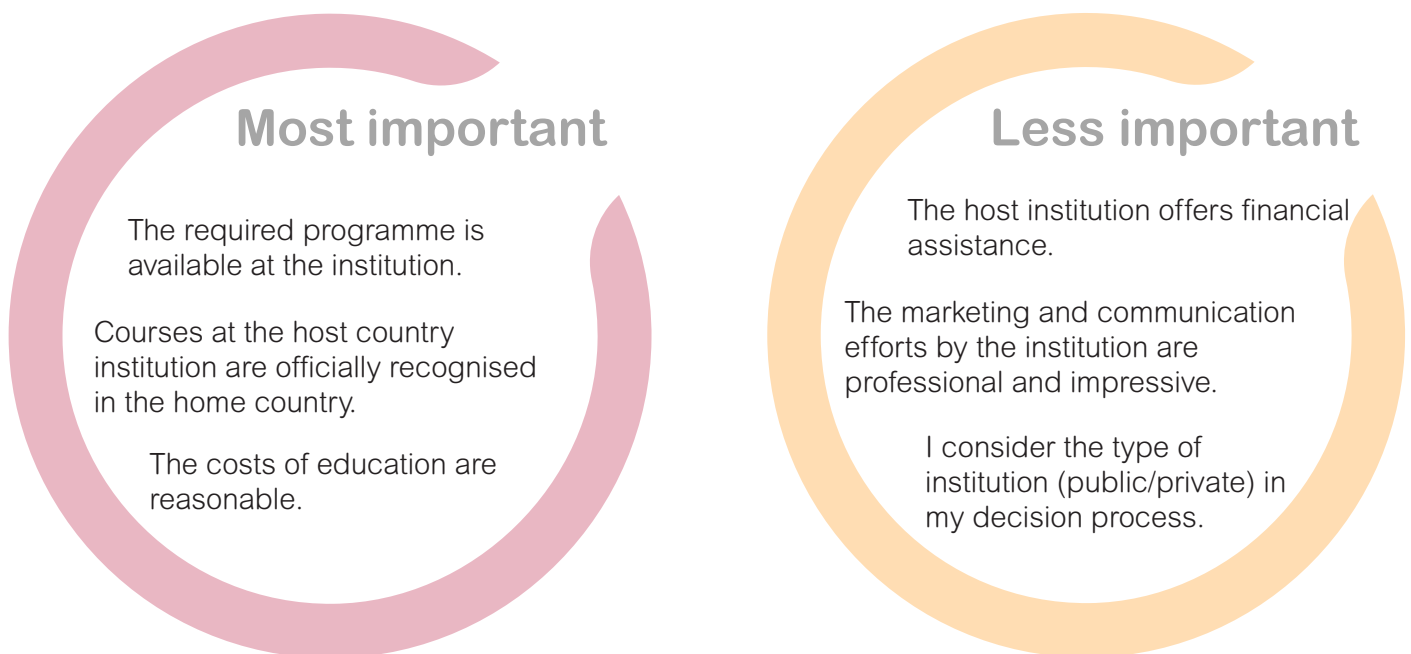 Most important
The required programme is
available at the institution.
Courses at the host country
institution are officially recognised
in the home country.
The costs of education are
reasonable.
Less important
The host institution offers financial
assistance.
The marketing and communication
efforts by the institution are
professional and impressive.
I consider the type of
institution (public/private) in
my decision process.